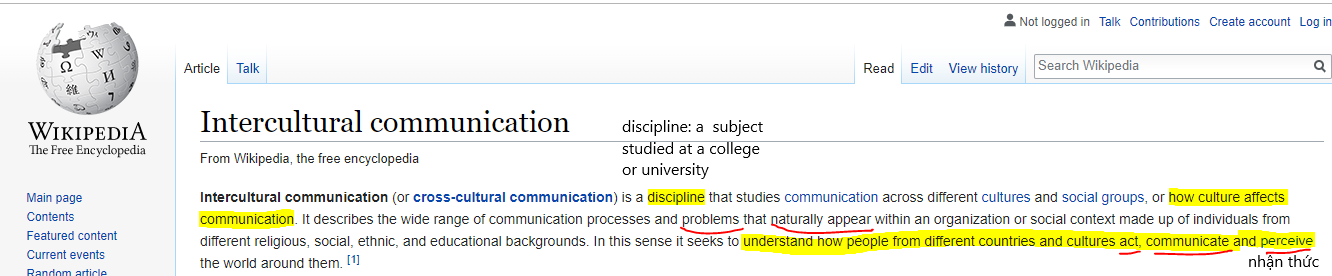 Not logged in Talk Contributions Create account Log in
Article Talk Read Edit View history Search Wikipedia
Ω W И 維
WIKIPEDIA
The Free Encyclopedia
Intercultural communication
discipline: a subject
studied at a college
or university
From Wikipedia, the free encyclopedia
Main page
Contents
Featured content
Current events
Random article
Intercultural communication (or cross-cultural communication) is a discipline that studies communication across different cultures and social groups, or how culture affects
communication. It describes the wide range of communication processes and problems that naturally appear within an organization or social context made up of individuals from
different religious, social, ethnic, and educational backgrounds. In this sense it seeks to understand how people from different countries and cultures act, communicate and perceive
the world around them. [1]
nhận thức